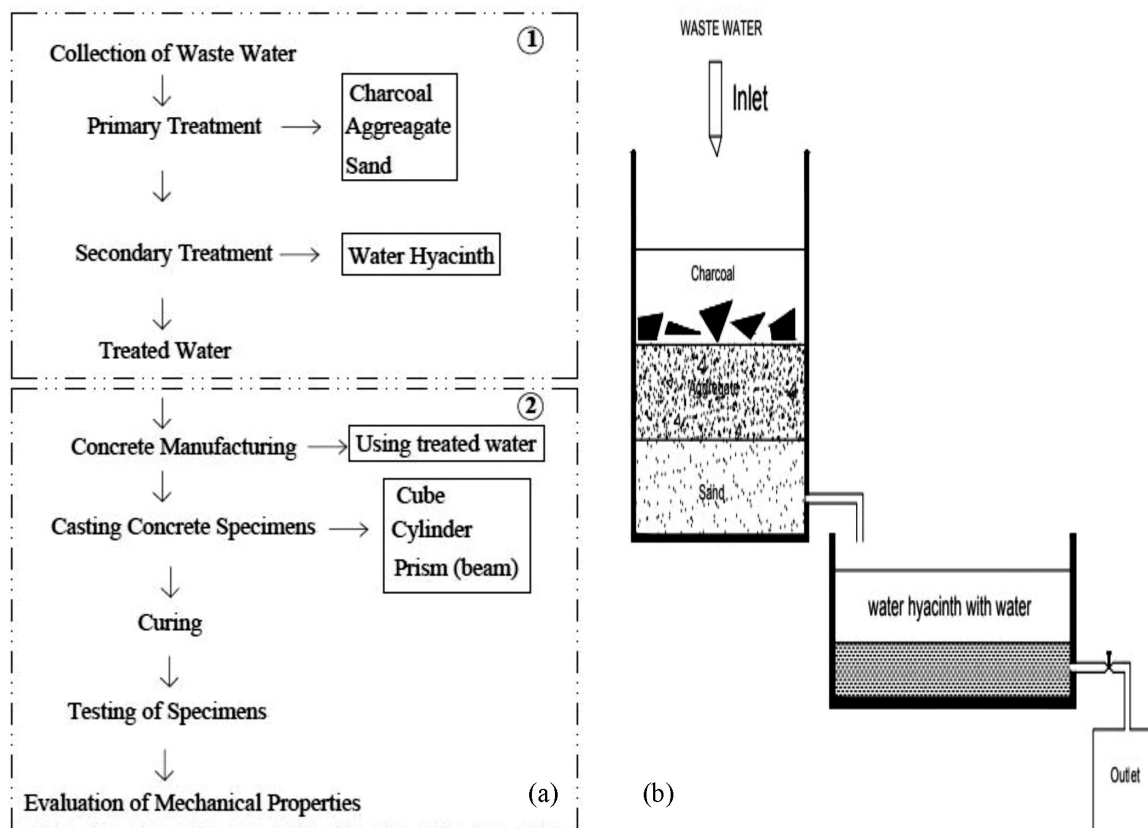 ①
Collection of Waste Water
Primary Treatment
Charcoal
Aggreagate
Sand
Secondary Treatment
Water Hyacinth
Treated Water
②
Concrete Manufacturing
Using treated water
Casting Concrete Specimens
Cube
Cylinder
Prism (beam)
Curing
Testing of Specimens
Evaluation of Mechanical Properties
(a)
WASTE WATER
Inlet
Charcoal
Aggregate
Sand
water hyacinth with water
Outlet
(b)